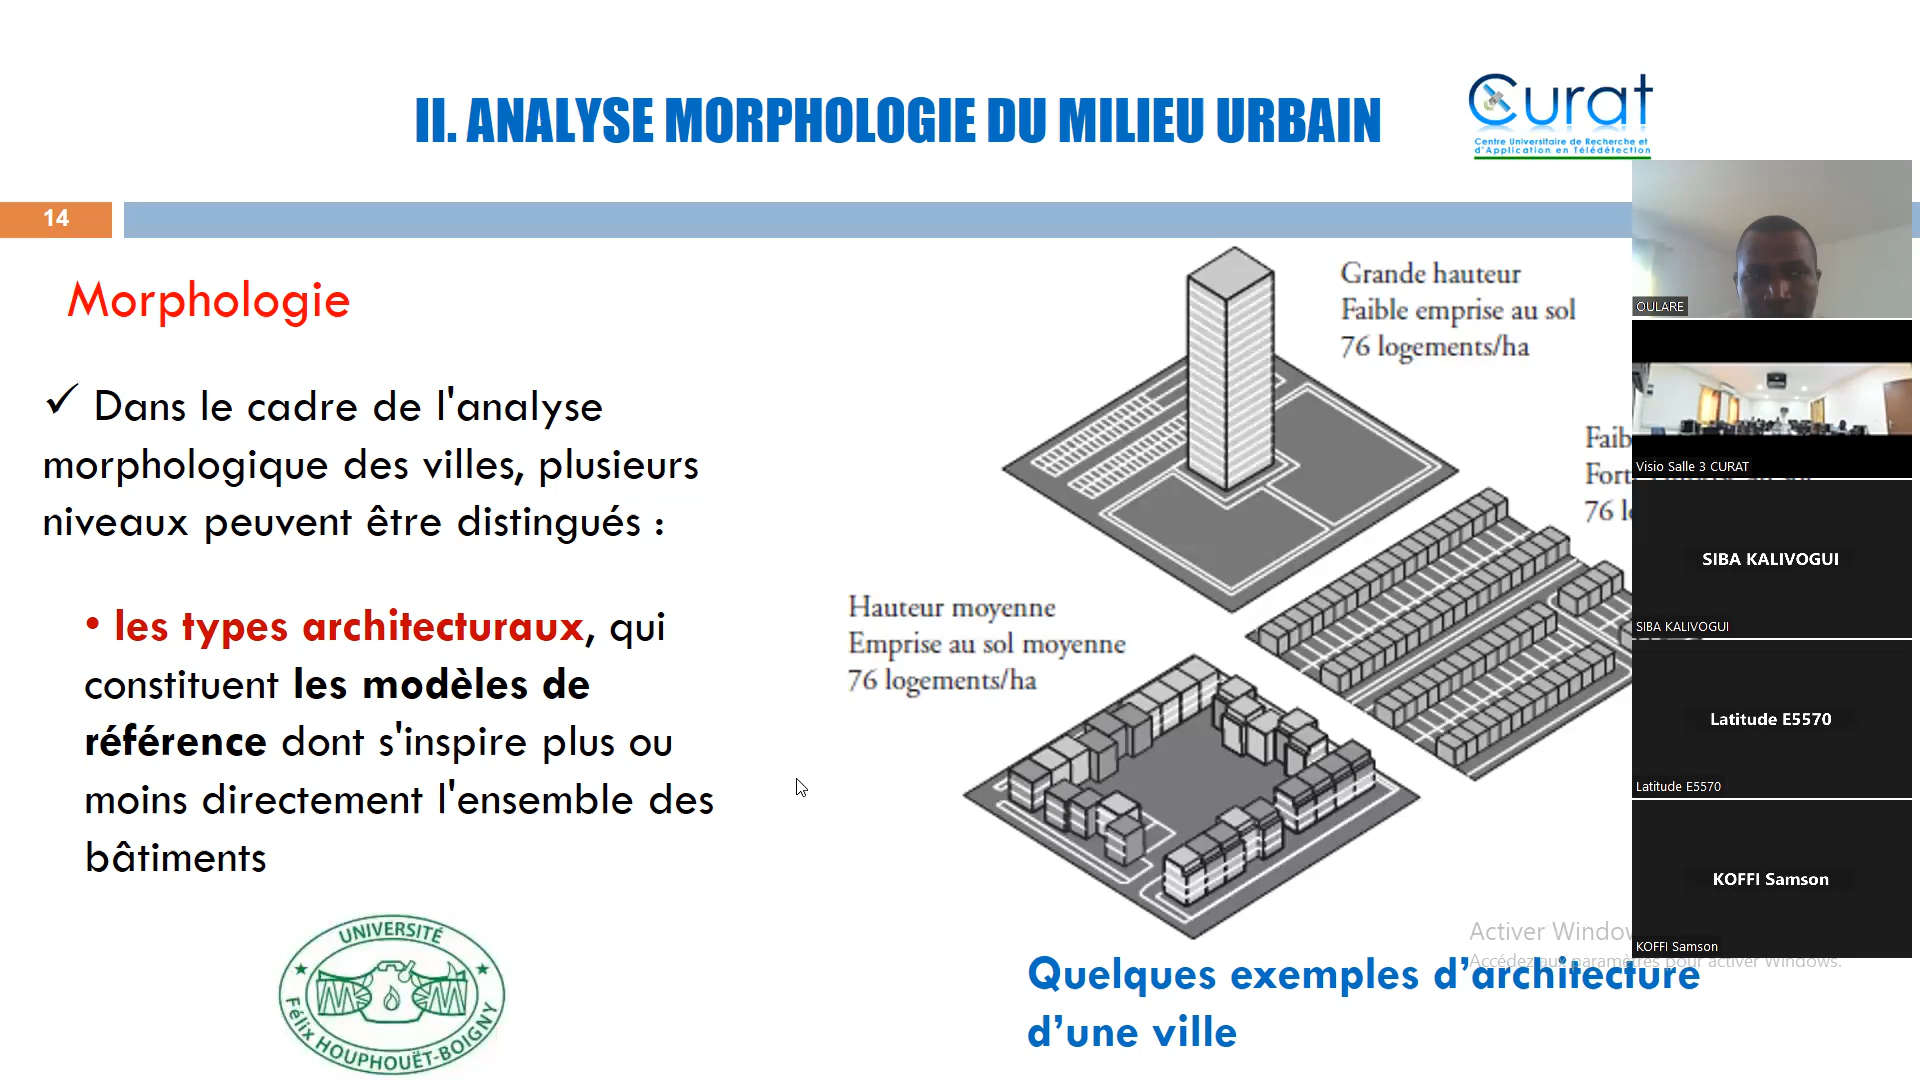 II. ANALYSE MORPHOLOGIE DU MILIEU URBAIN
Curat
Centre Universitaire de Recherche et
d'Application en Télédétection
14
Morphologie
✓ Dans le cadre de l'analyse
morphologique des villes, plusieurs
niveaux peuvent être distingués :
• les types architecturaux, qui
constituent les modèles de
référence dont s'inspire plus ou
moins directement l'ensemble des
bâtiments
Grande hauteur
Faible emprise au sol
76 logements/ha
76
Hauteur moyenne
Emprise au sol moyenne
76 logements/ha
Quelques exemples d'architecture
d'une ville
UNIVERSITÉ
Félix HOUPHOUËT-BOIGNY
OULARE
Visio Salle 3 CURAT
SIBA KALIVOGUI
SIBA KALIVOGUI
Latitude E5570
Latitude E5570
KOFFI Samson
KOFFI Samson
Activer
pour activer Windows.